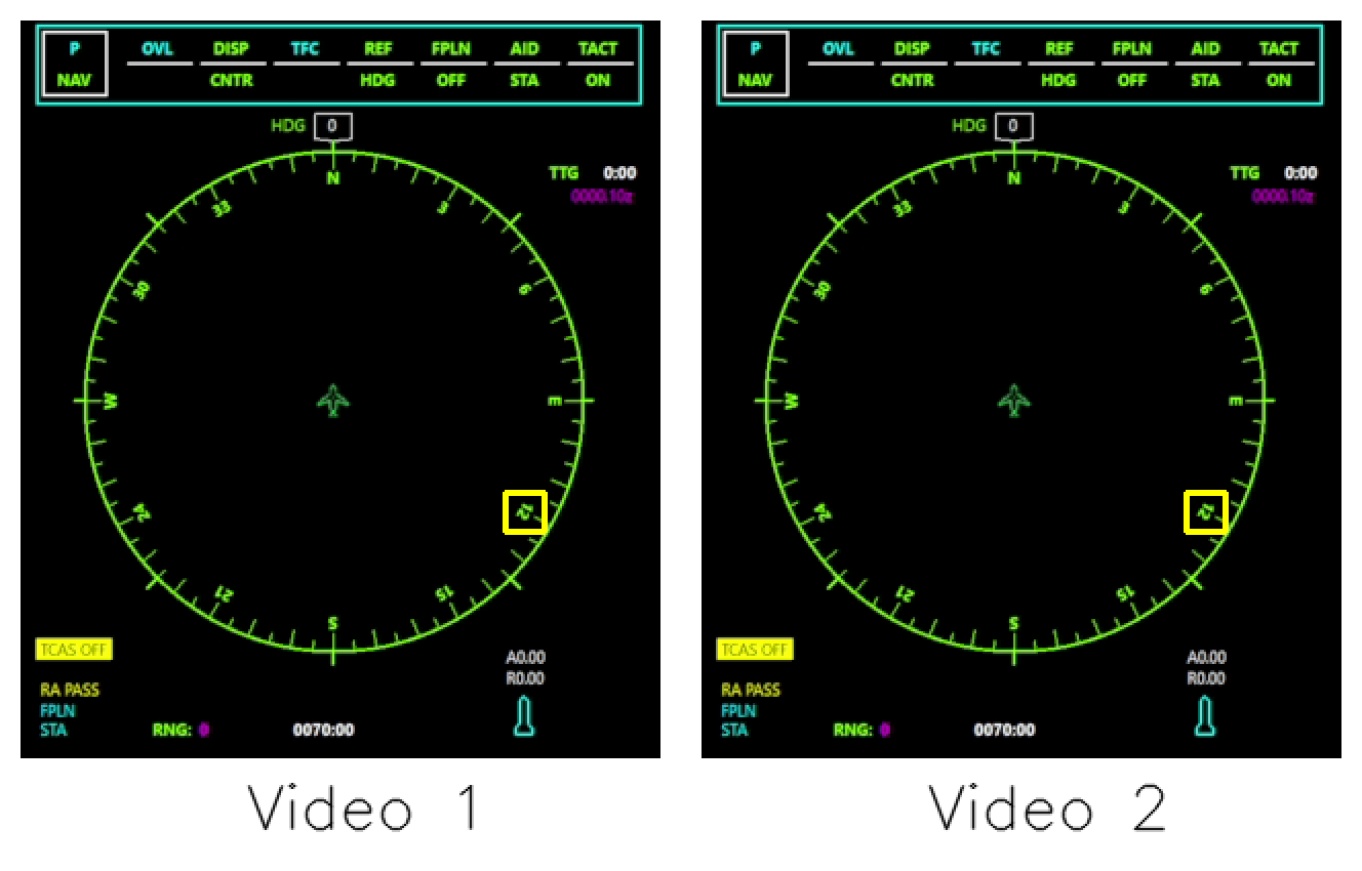 P OVL DISP TFC REF FPLN AID TACT
NAV CNTR HDG OFF STA ON
HDG 0
TTG 0:00
0000.10z
N
33
3
30
6
W
E
24
12
21
15
S
TCAS OFF
A0.00
R0.00
RA PASS
FPLN
STA
RNG: 0 0070:00
P OVL DISP TFC REF FPLN AID TACT
NAV CNTR HDG OFF STA ON
HDG 0
TTG 0:00
0000.10z
N
33
3
30
6
W
E
24
12
21
15
S
TCAS OFF
A0.00
R0.00
RA PASS
FPLN
STA
RNG: 0 0070:00
Video 1
Video 2